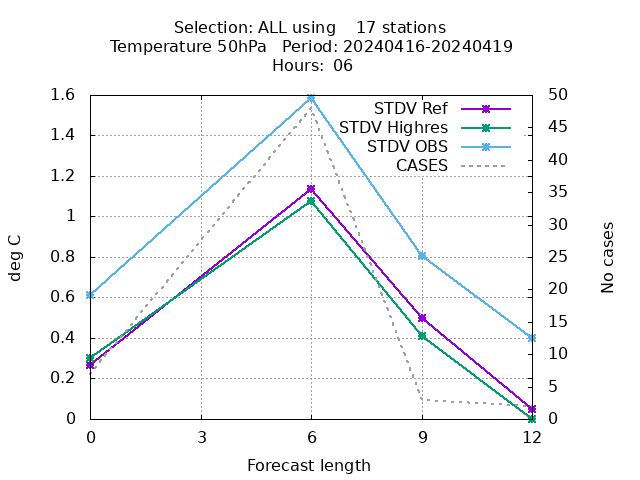 Selection: ALL using    17 stations
Temperature 50hPa   Period: 20240416-20240419
Hours:  06
1.6
1.4
1.2
1
0.8
0.6
0.4
0.2
0
deg C
50
45
40
35
30
25
20
15
10
5
0
No cases
STDV Ref
STDV Highres
STDV OBS
CASES
0 3 6 9 12
Forecast length